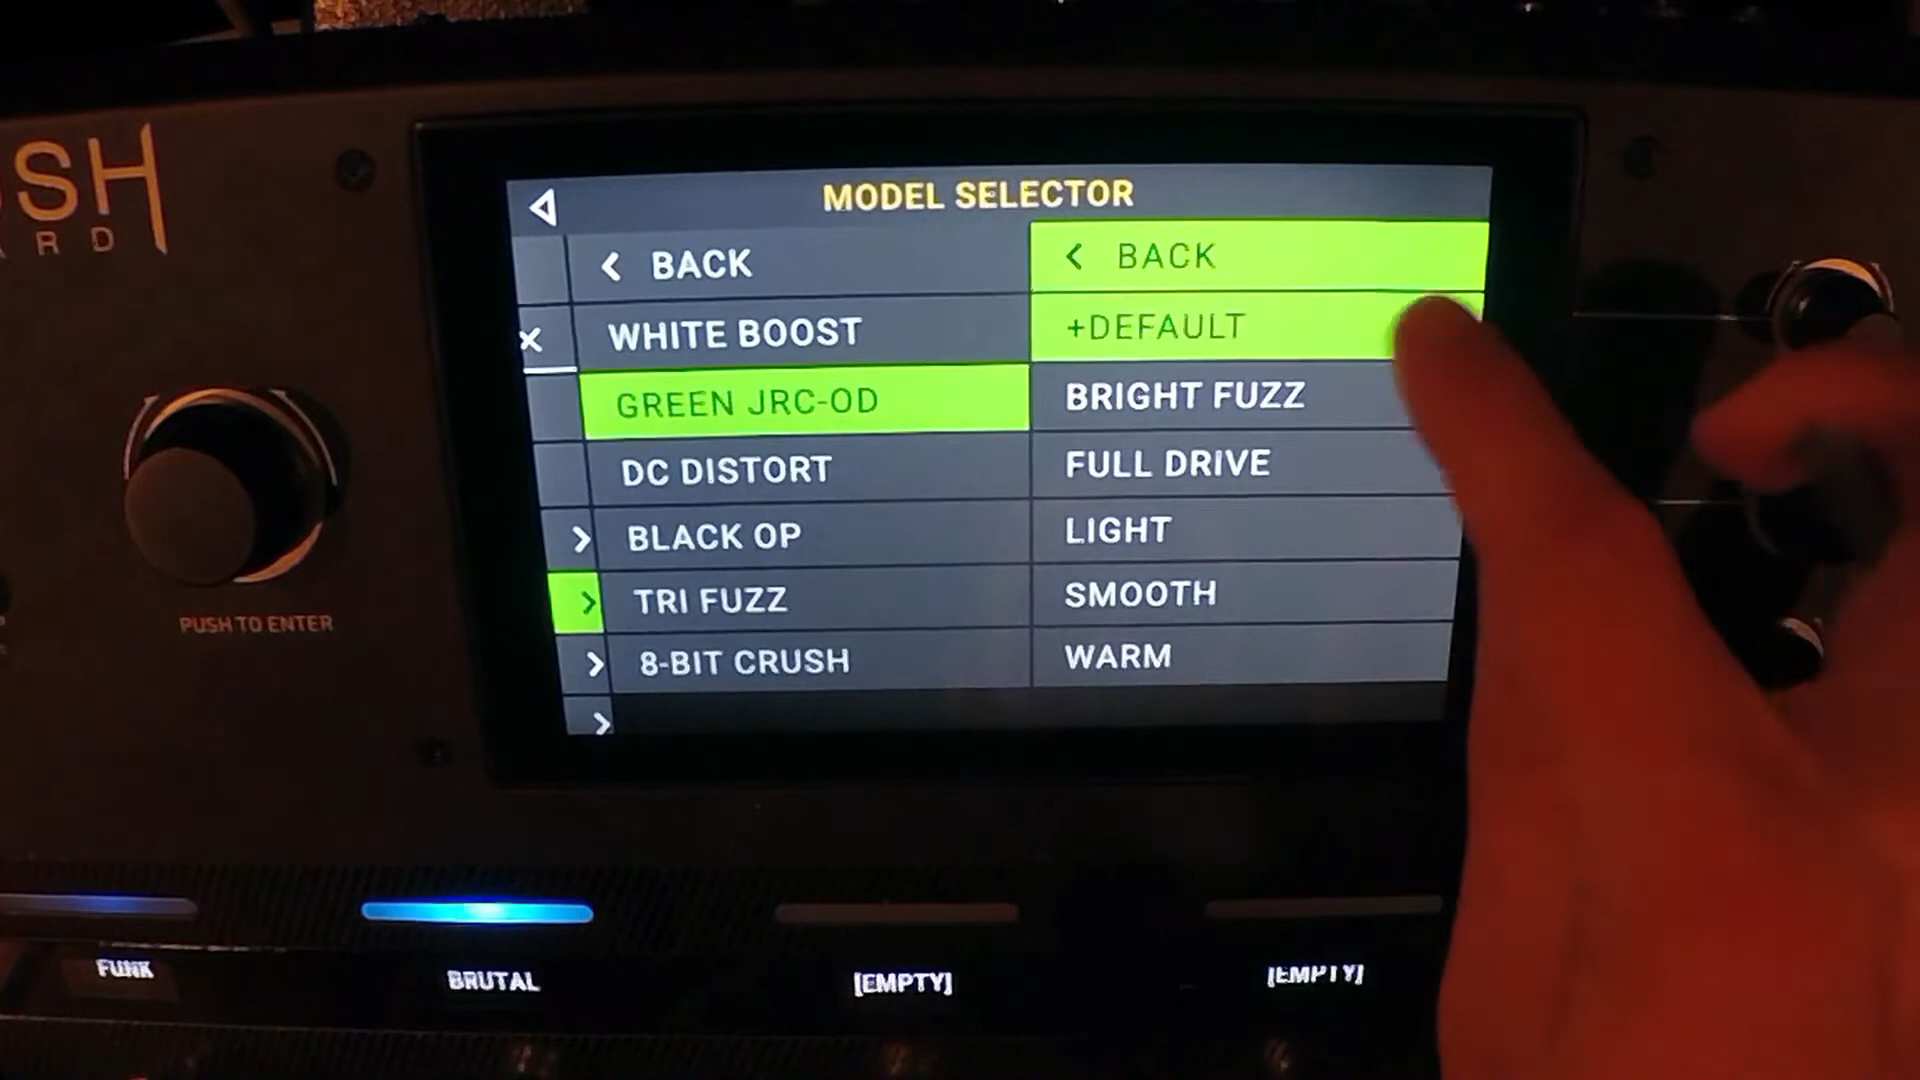 MODEL SELECTOR
< BACK
WHITE BOOST
GREEN JRC-OD
DC DISTORT
BLACK OP
TRI FUZZ
8-BIT CRUSH
< BACK
+DEFAULT
BRIGHT FUZZ
FULL DRIVE
LIGHT
SMOOTH
WARM
PUSH TO ENTER
FUNK
BRUTAL
[EMPTY]
[EMPTY]